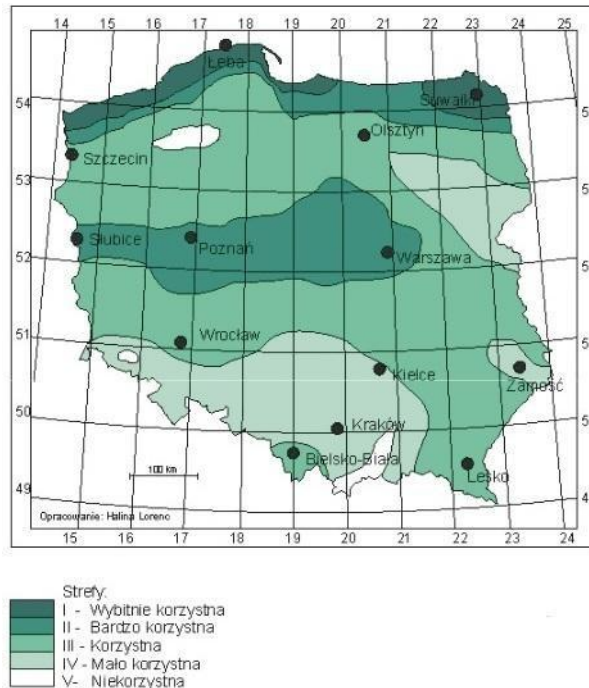 14 15 16 17 18 19 20 21 22 23 24 25
Łeba
54
Suwałki
Olsztyn
Szczecin
53
Słubice
Poznań
52
Warszawa
51
Wrocław
Kielce
Zamość
50
Kraków
Bielsko-Biała
Lesko
100 km
49
Opracowanie: Halina Lorenc
15 16 17 18 19 20 21 22 23 24
Strefy:
I - Wybitnie korzystna
II - Bardzo korzystna
III - Korzystna
IV - Mało korzystna
V- Niekorzystna